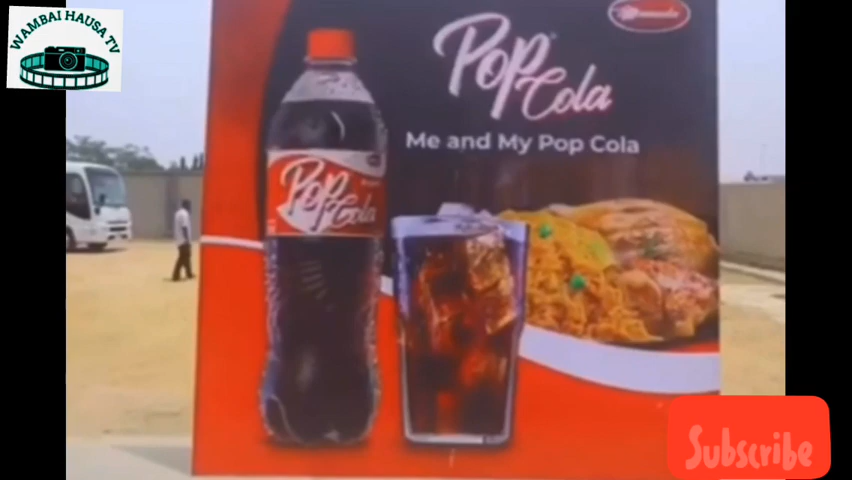 WAMBAI HAUSA TV
Pop
Cola
Me and My Pop Cola
Pop
Cola
Subscribe